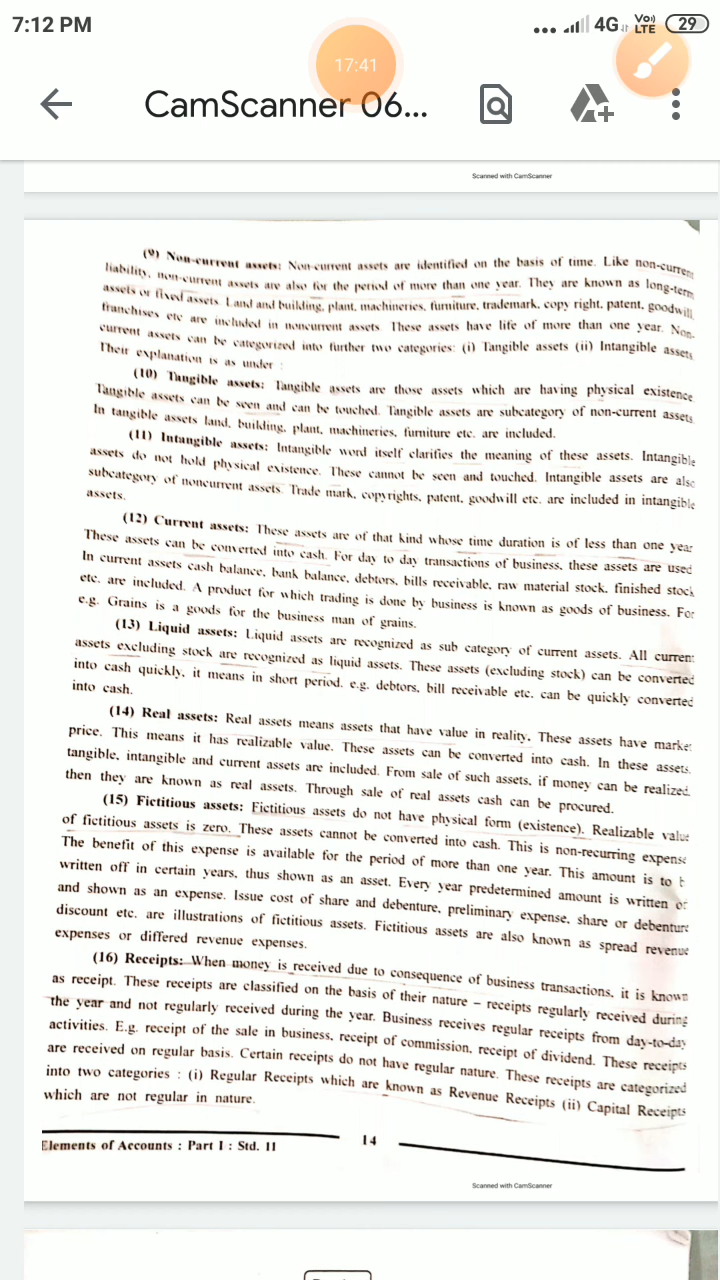 7:12 PM
4G Vo)) LTE 29
17:41
CamScanner 06...
Scanned with CamScanner
(9) Non-current assets: Non-current assets are identified on the basis of time. Like non-current
liability, non-current assets are also for the period of more than one year. They are known as long-term
assets or fixed assets. Land and building, plant, machineries, furniture, trademark, copy right, patent, goodwill
franchises etc are included in noncurrent assets. These assets have life of more than one year. Non-
current assets can be categorized into further two categories: (i) Tangible assets (ii) Intangible assets
Their explanation is as under :
(10) Tangible assets: Tangible assets are those assets which are having physical existence
Tangible assets can be seen and can be touched. Tangible assets are subcategory of non-current assets
In tangible assets land, building, plant, machineries, furniture etc. are included.
(11) Intangible assets: Intangible word itself clarifies the meaning of these assets. Intangible
assets do not hold physical existence. These cannot be seen and touched. Intangible assets are also
subcategory of noncurrent assets. Trade mark, copyrights, patent, goodwill etc. are included in intangible
assets.
(12) Current assets: These assets are of that kind whose time duration is of less than one year
These assets can be converted into cash. For day to day transactions of business, these assets are used
In current assets cash balance, bank balance, debtors, bills receivable, raw material stock, finished stock
etc. are included. A product for which trading is done by business is known as goods of business. For
e.g. Grains is a goods for the business man of grains.
(13) Liquid assets: Liquid assets are recognized as sub category of current assets. All current
assets excluding stock are recognized as liquid assets. These assets (excluding stock) can be converted
into cash quickly, it means in short period. e.g. debtors, bill receivable etc. can be quickly converted
into cash.
(14) Real assets: Real assets means assets that have value in reality. These assets have market
price. This means it has realizable value. These assets can be converted into cash. In these assets.
tangible, intangible and current assets are included. From sale of such assets, if money can be realized
then they are known as real assets. Through sale of real assets cash can be procured.
(15) Fictitious assets: Fictitious assets do not have physical form (existence). Realizable value
of fictitious assets is zero. These assets cannot be converted into cash. This is non-recurring expense
The benefit of this expense is available for the period of more than one year. This amount is to b
written off in certain years, thus shown as an asset. Every year predetermined amount is written of
and shown as an expense. Issue cost of share and debenture, preliminary expense, share or debenture
discount etc. are illustrations of fictitious assets. Fictitious assets are also known as spread revenue
expenses or differed revenue expenses.
(16) Receipts: When money is received due to consequence of business transactions, it is known
as receipt. These receipts are classified on the basis of their nature – receipts regularly received during
the year and not regularly received during the year. Business receives regular receipts from day-to-day
activities. E.g. receipt of the sale in business, receipt of commission, receipt of dividend. These receipts
are received on regular basis. Certain receipts do not have regular nature. These receipts are categorized
into two categories : (i) Regular Receipts which are known as Revenue Receipts (ii) Capital Receipts
which are not regular in nature.
Elements of Accounts : Part I : Std. 11
14
Scanned with CamScanner